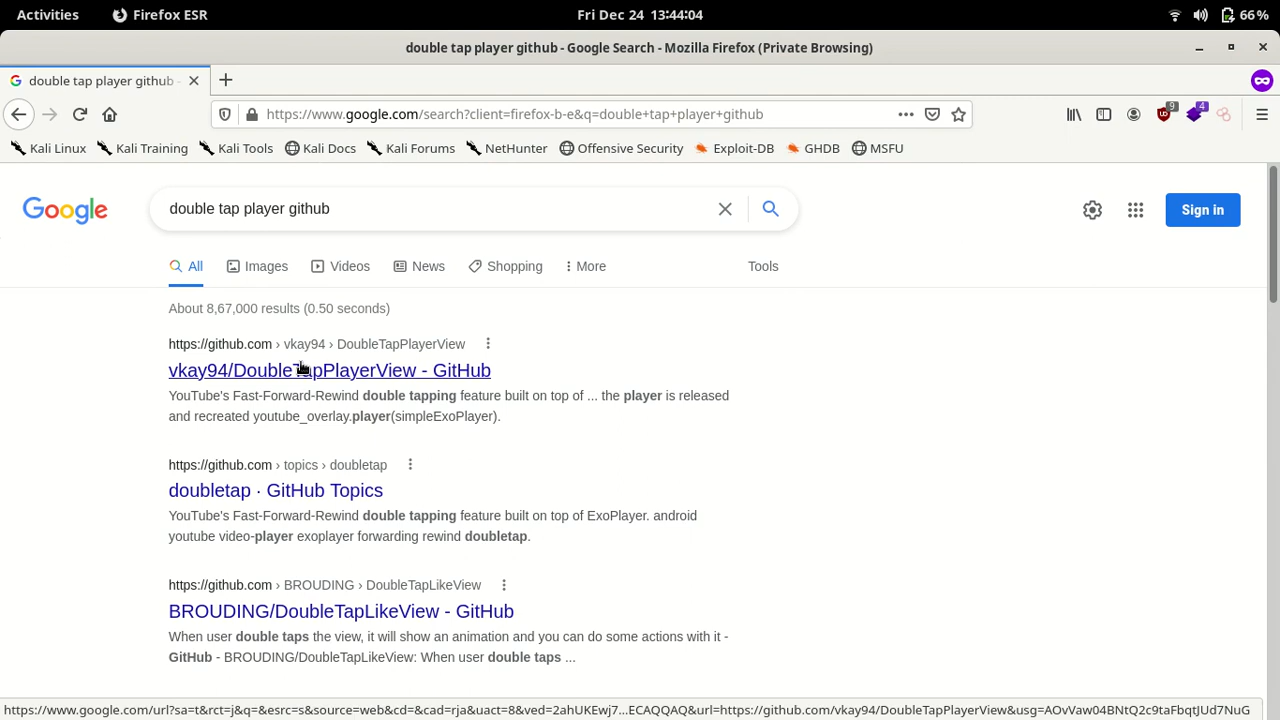 Activities Firefox ESR Fri Dec 24 13:44:04 66%
double tap player github - Google Search - Mozilla Firefox (Private Browsing)
double tap player github -
https://www.google.com/search?client=firefox-b-e&q=double+tap+player+github
9 4
Kali Linux Kali Training Kali Tools Kali Docs Kali Forums NetHunter Offensive Security Exploit-DB GHDB MSFU
Google double tap player github Sign in
All Images Videos News Shopping More Tools
About 8,67,000 results (0.50 seconds)
https://github.com › vkay94 › DoubleTapPlayerView
vkay94/DoubleTapPlayerView - GitHub
YouTube's Fast-Forward-Rewind double tapping feature built on top of ... the player is released
and recreated youtube_overlay.player(simpleExoPlayer).
https://github.com › topics › doubletap
doubletap · GitHub Topics
YouTube's Fast-Forward-Rewind double tapping feature built on top of ExoPlayer. android
youtube video-player exoplayer forwarding rewind doubletap.
https://github.com › BROUDING › DoubleTapLikeView
BROUDING/DoubleTapLikeView - GitHub
When user double taps the view, it will show an animation and you can do some actions with it -
GitHub - BROUDING/DoubleTapLikeView: When user double taps ...
https://www.google.com/url?sa=t&rct=j&q=&esrc=s&source=web&cd=&cad=rja&uact=8&ved=2ahUKEwj7...ECAQQAQ&url=https://github.com/vkay94/DoubleTapPlayerView&usg=AOvVaw04BNtQ2c9taFbqtJUd7NuG